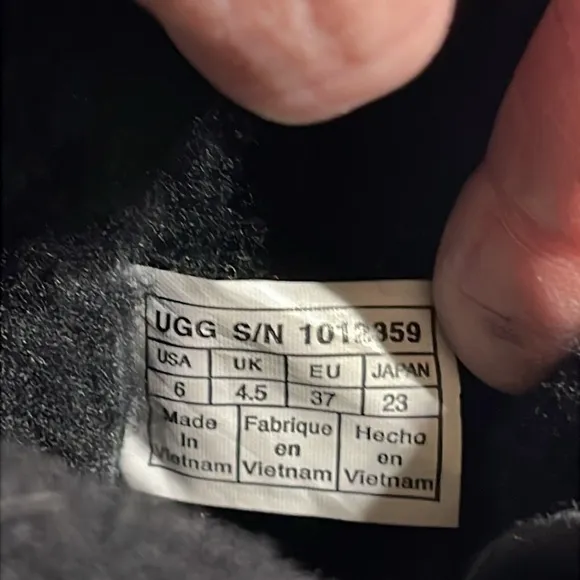 UGG S/N 1012359
USA UK EU JAPAN
6 4.5 37 23
Made Fabrique Hecho
In en en
Vietnam Vietnam Vietnam